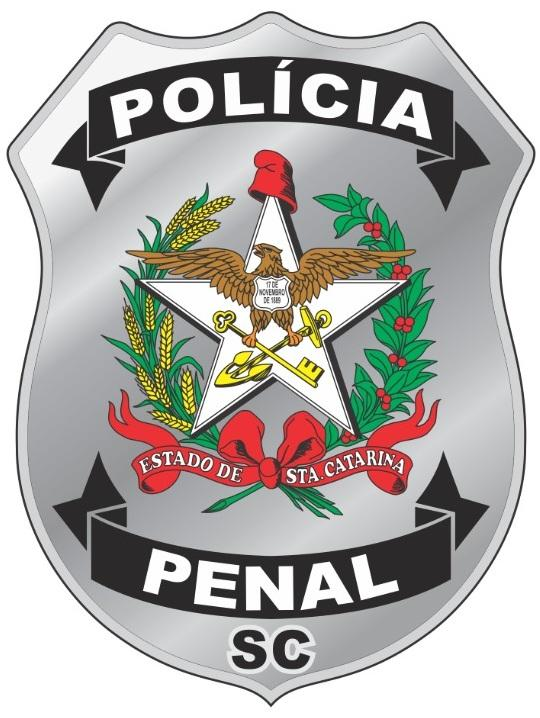 POLÍCIA
17 DE
NOVEMBRO
DE 1889
ESTADO DE STA. CATARINA
PENAL
SC